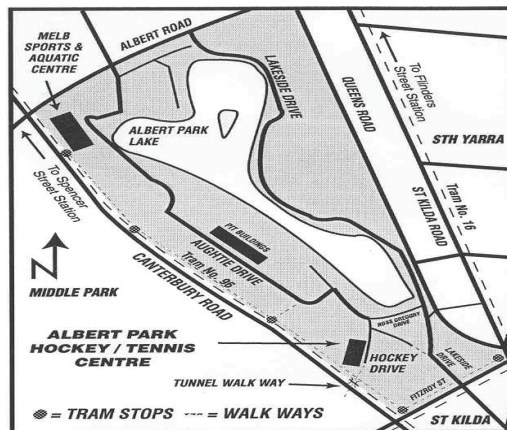 MELB
SPORTS &
AQUATIC
CENTRE
ALBERT ROAD
LAKESIDE DRIVE
To Flinders
Street Station
QUEENS ROAD
ALBERT PARK
LAKE
STH YARRA
To Spencer
Street Station
Tram No. 16
ST KILDA ROAD
PIT BUILDINGS
AUGHTIE DRIVE
N
Tram No. 96
MIDDLE PARK
CANTERBURY ROAD
ROSS GREGORY
DRIVE
ALBERT PARK
HOCKEY / TENNIS
CENTRE
HOCKEY
DRIVE
LAKESIDE
DRIVE
TUNNEL WALK WAY
FITZROY ST
= TRAM STOPS --- = WALK WAYS
ST KILDA